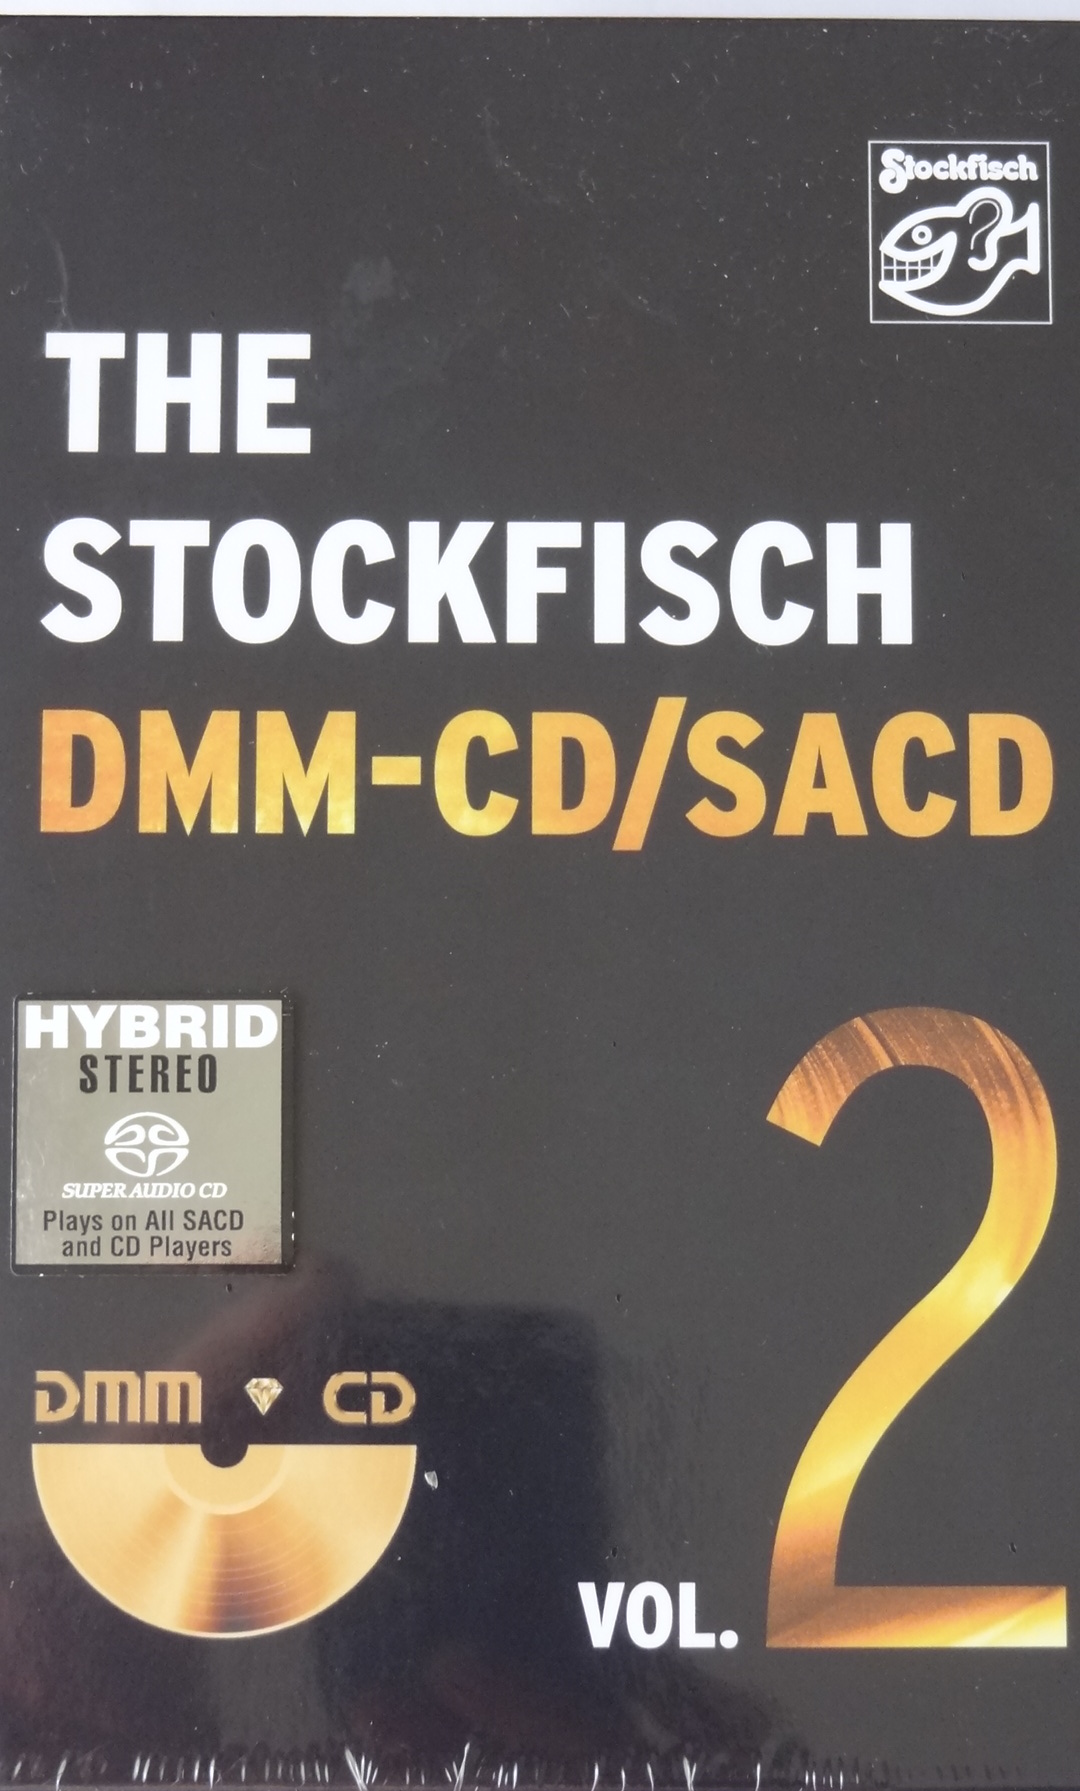 Stockfisch
THE
STOCKFISCH
DMM-CD/SACD
HYBRID
STEREO
SUPER AUDIO CD
Plays on All SACD
and CD Players
DMM CD
VOL. 2